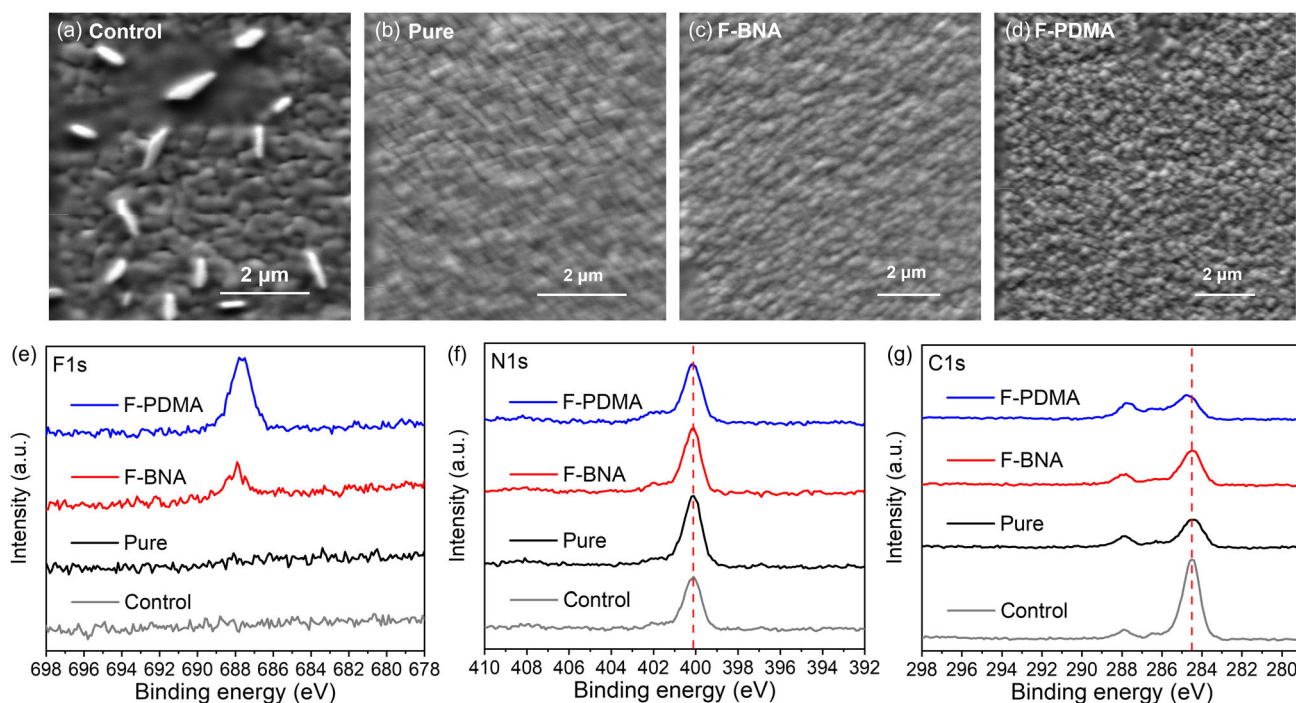 (a) Control
(b) Pure
(c) F-BNA
(d) F-PDMA
2 µm
2 µm
2 µm
2 µm
(e)
F1s
F-PDMA
F-BNA
Pure
Control
Intensity (a.u.)
698 696 694 692 690 688 686 684 682 680 678
Binding energy (eV)
(f)
N1s
F-PDMA
F-BNA
Pure
Control
Intensity (a.u.)
410 408 406 404 402 400 398 396 394 392
Binding energy (eV)
(g)
C1s
F-PDMA
F-BNA
Pure
Control
Intensity (a.u.)
298 296 294 292 290 288 286 284 282 280
Binding energy (eV)